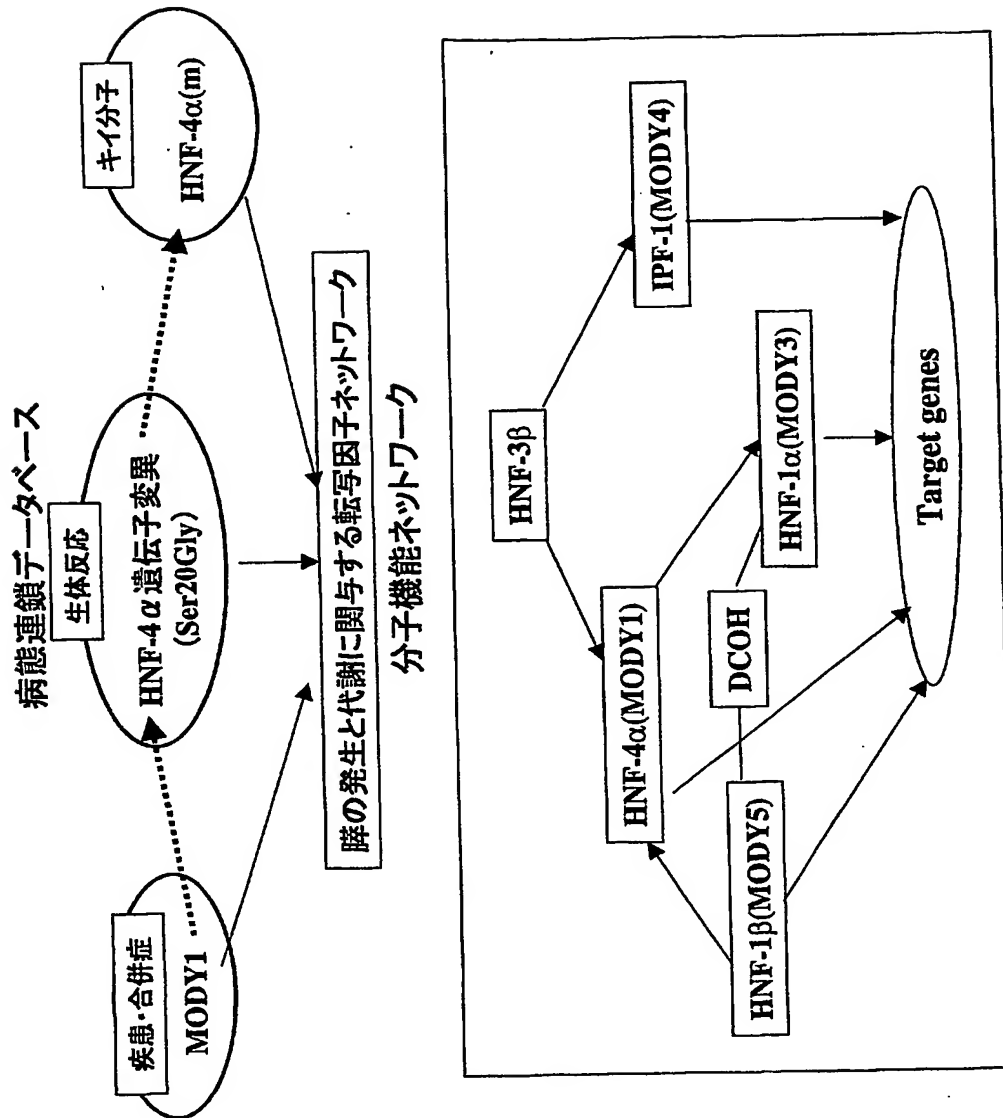 病態連鎖データベース
疾患・合併症
MODY1
生体反応
HNF-4α遺伝子変異
(Ser20Gly)
キイ分子
HNF-4α(m)
膵の発生と代謝に関与する転写因子ネットワーク
分子機能ネットワーク
HNF-3β
HNF-4α(MODY1)
IPF-1(MODY4)
DCOH
HNF-1β(MODY5)
HNF-1α(MODY3)
Target genes